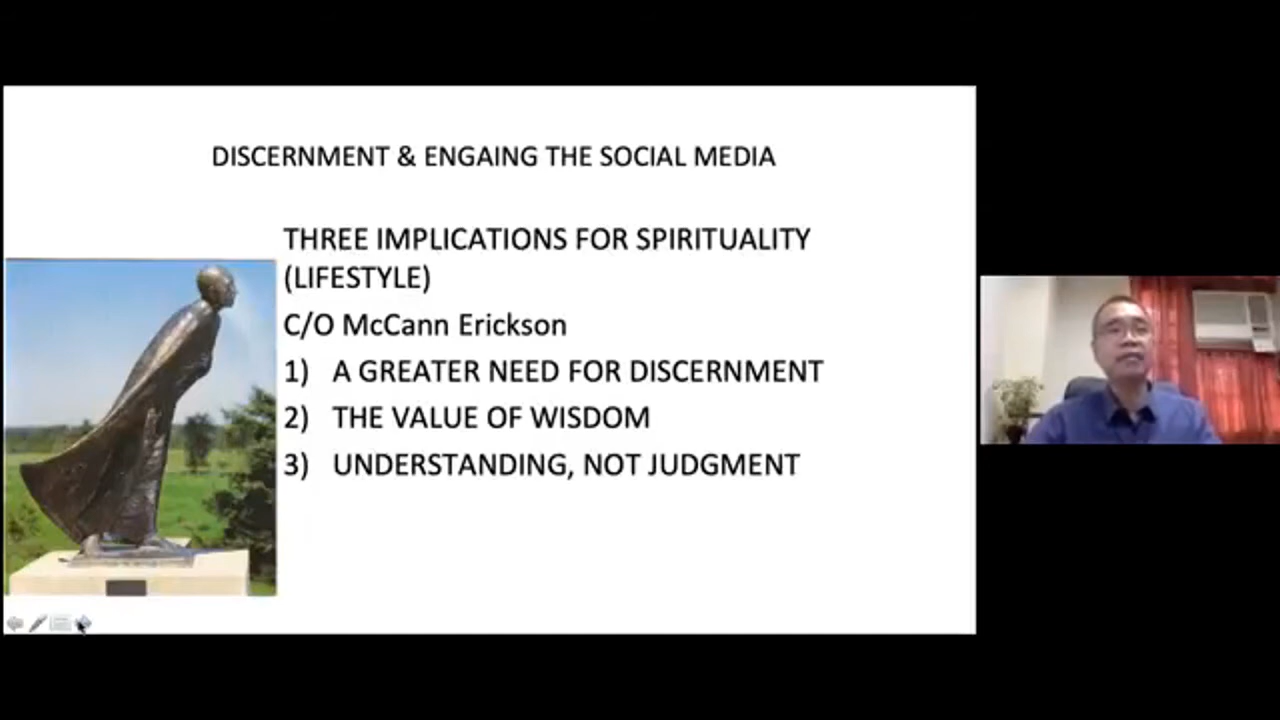 DISCERNMENT & ENGAING THE SOCIAL MEDIA
THREE IMPLICATIONS FOR SPIRITUALITY
(LIFESTYLE)
C/O McCann Erickson
1) A GREATER NEED FOR DISCERNMENT
2) THE VALUE OF WISDOM
3) UNDERSTANDING, NOT JUDGMENT